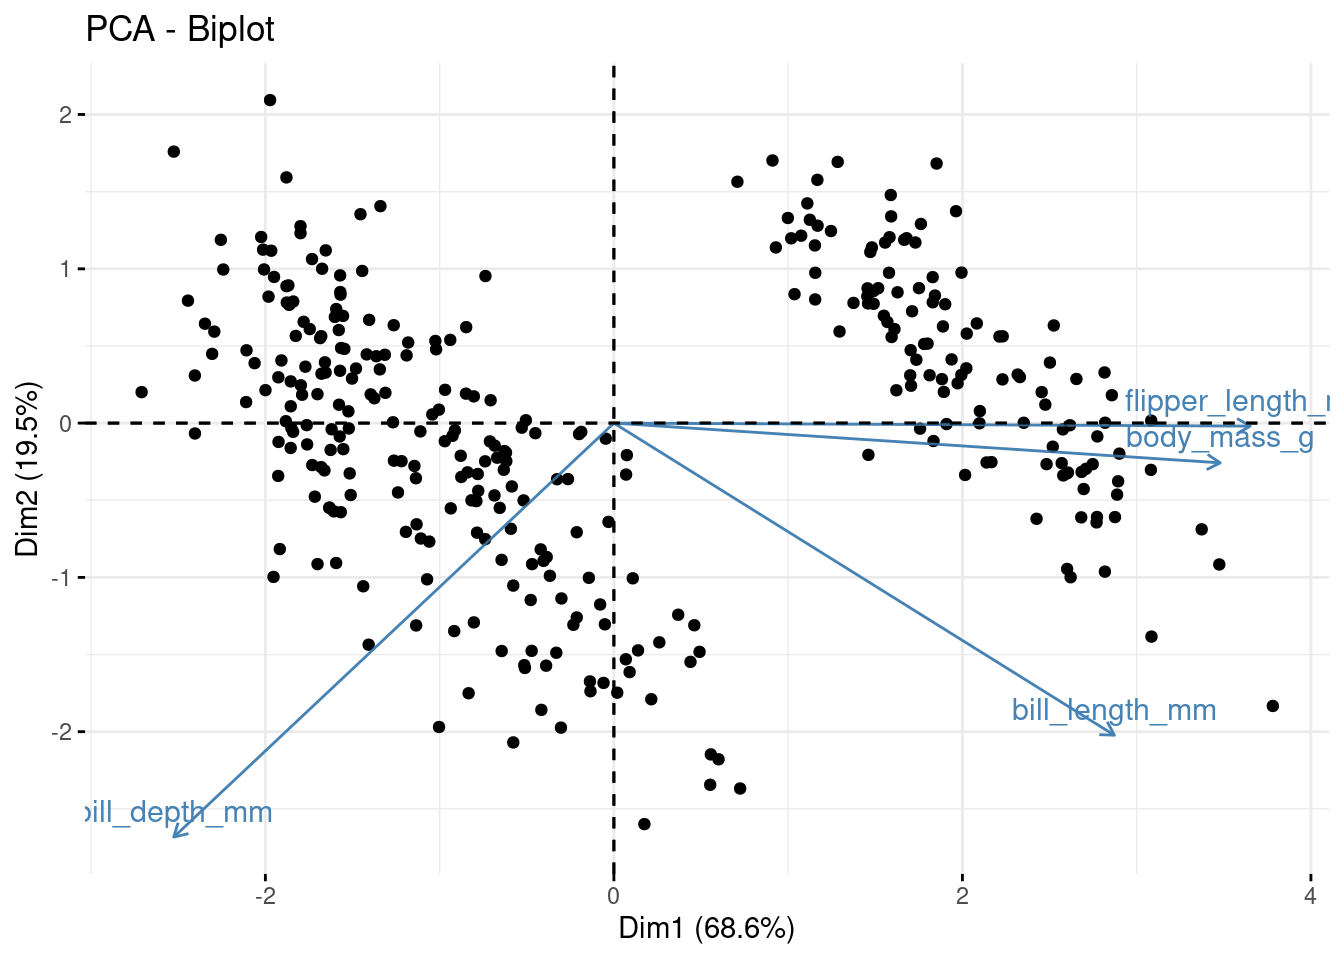 PCA - Biplot
Dim2 (19.5%)
2
1
0
-1
-2
flipper_length_
body_mass_g
bill_length_mm
bill_depth_mm
-2
0
2
4
Dim1 (68.6%)